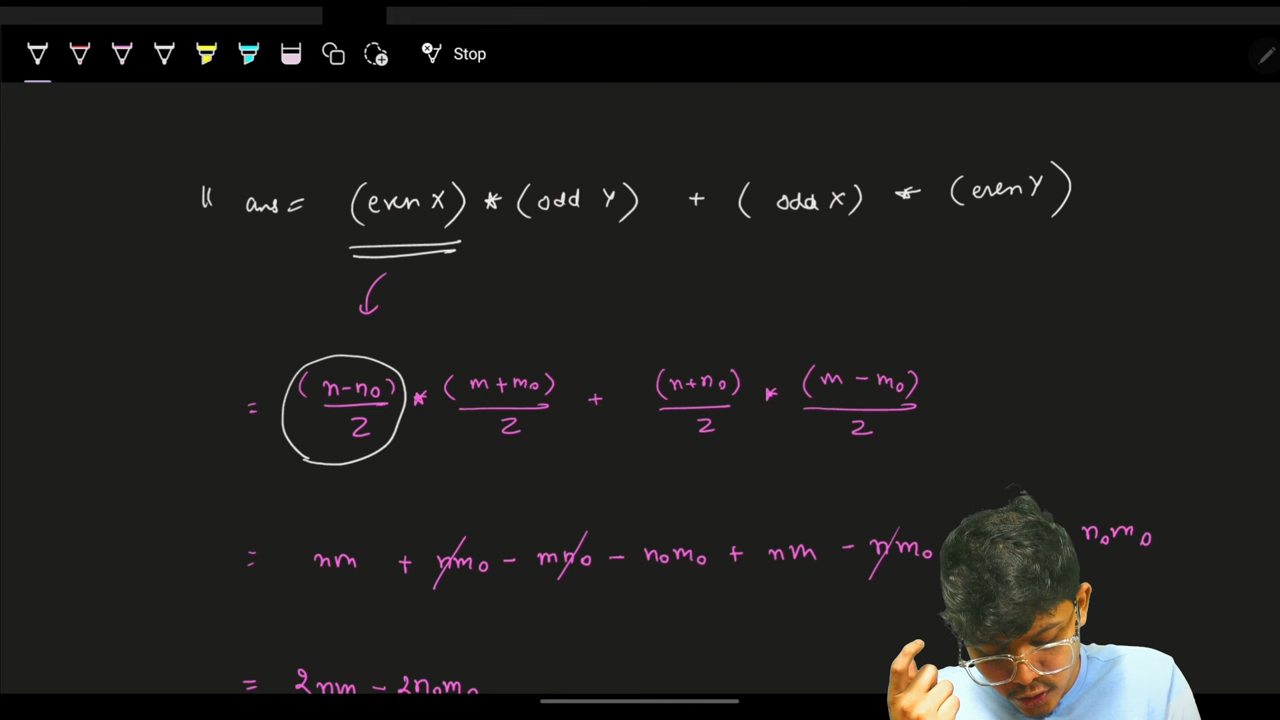 Stop
ans = (even X) * (odd Y) + (odd X) * (even Y)
= (n-n₀)/2 * (m+m₀)/2 + (n+n₀)/2 * (m-m₀)/2
= nm + nm₀ - mn₀ - n₀m₀ + nm - nm₀ n₀m₀
= 2nm - 2n₀m₀